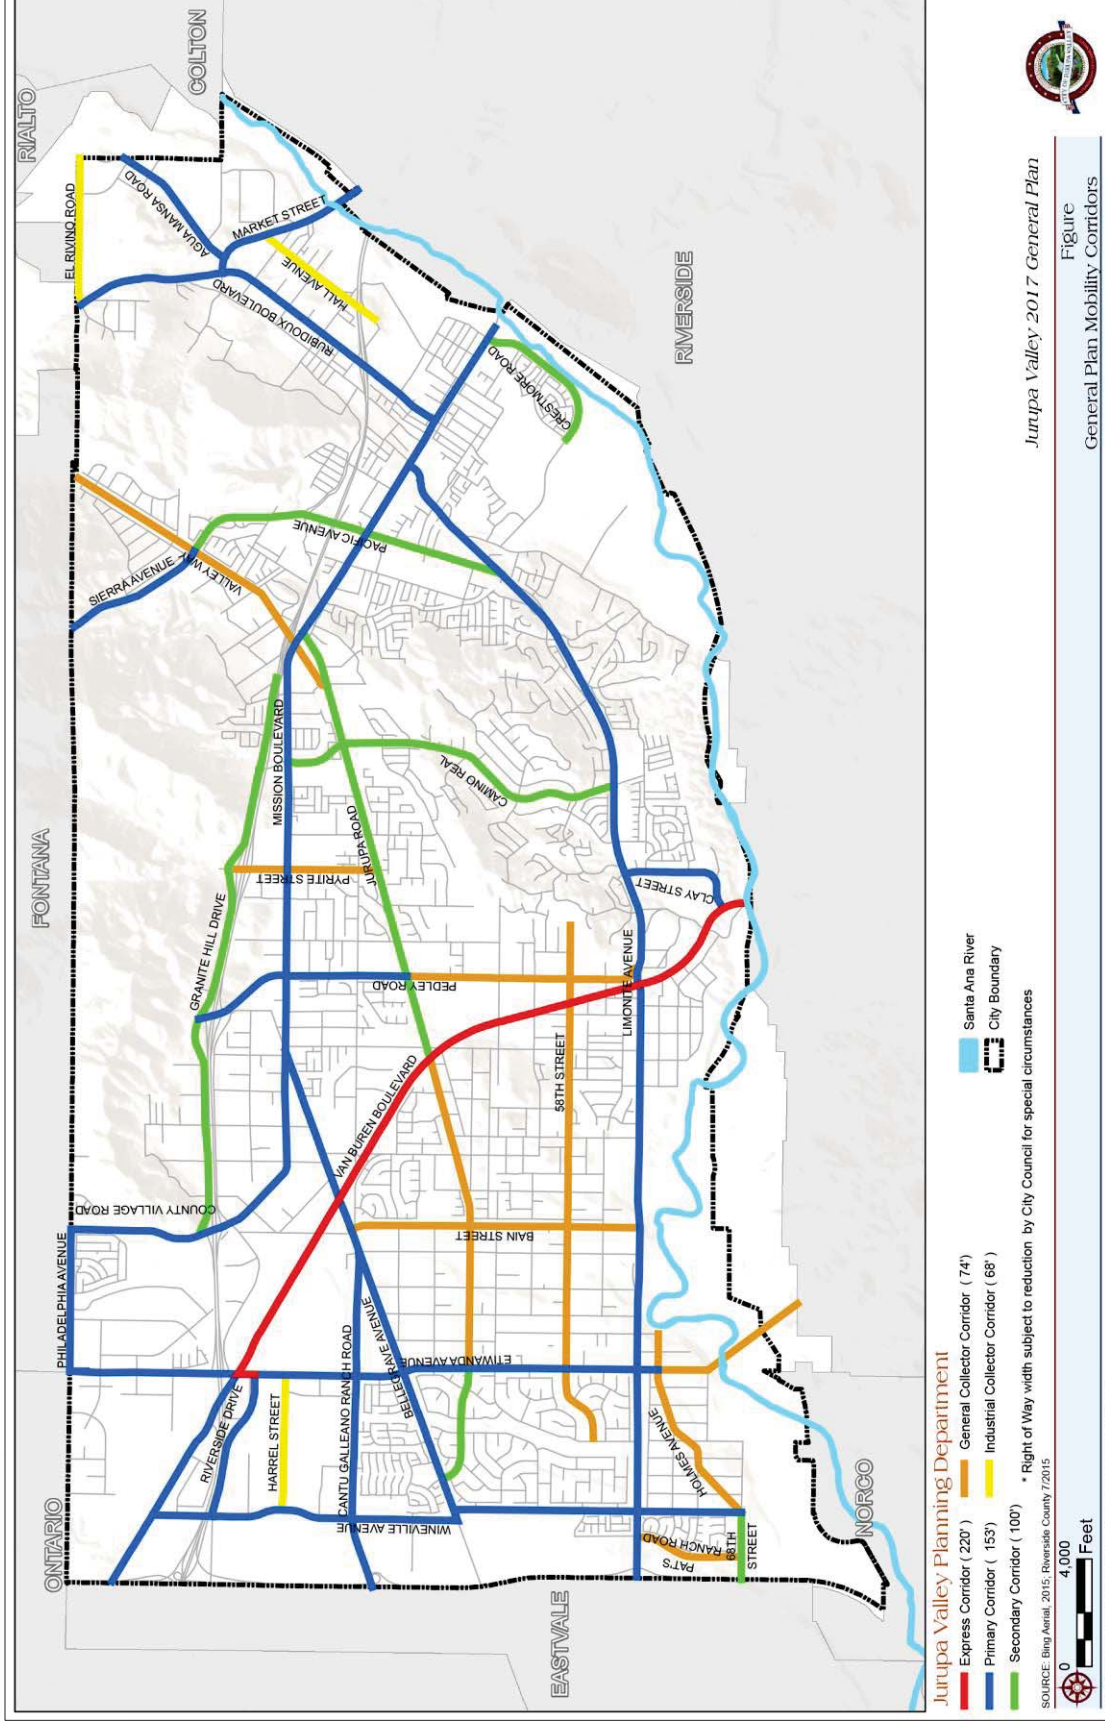 RIALTO
COLTON
FONTANA
ONTARIO
EASTVALE
NORCO
RIVERSIDE
EL RIVINO ROAD
AGUA MANSA ROAD
MARKET STREET
HALL AVENUE
RUBIDOUX BOULEVARD
CRESTMORE ROAD
PACIFIC AVENUE
SIERRA AVENUE
VALLEY WAY
MISSION BOULEVARD
CAMINO REAL
JURUPA ROAD
PYRITE STREET
GRANITE HILL DRIVE
PEDLEY ROAD
CLAY STREET
LIMONITE AVENUE
58TH STREET
VAN BUREN BOULEVARD
COUNTY VILLAGE ROAD
PHILADELPHIA AVENUE
BAIN STREET
ETIWANDA AVENUE
BELLEGRAVE AVENUE
CANTU GALLEANO RANCH ROAD
RIVERSIDE DRIVE
HARREL STREET
WINEVILLE AVENUE
HOLMES AVENUE
PATS
RANCH ROAD
68TH
STREET
Jurupa Valley Planning Department
Express Corridor ( 220' )
Primary Corridor ( 153')
Secondary Corridor ( 100')
General Collector Corridor ( 74')
Industrial Collector Corridor ( 68')
Santa Ana River
City Boundary
* Right of Way width subject to reduction by City Council for special circumstances
SOURCE: Bing Aerial, 2015; Riverside County 7/2015
0 4,000
Feet
Jurupa Valley 2017 General Plan
Figure
General Plan Mobility Corridors